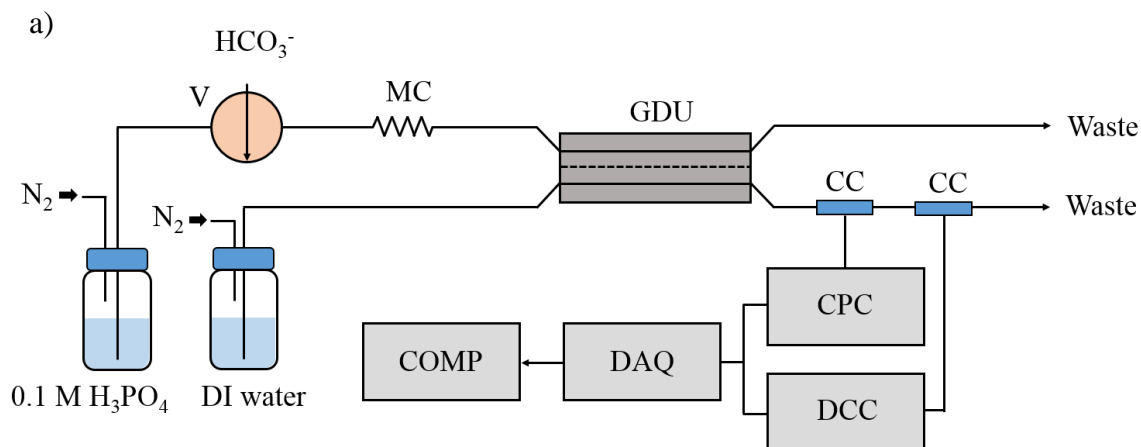 a)
HCO₃⁻
V
MC
GDU
Waste
N₂
N₂
CC
CC
Waste
CPC
COMP
DAQ
DCC
0.1 M H₃PO₄
DI water